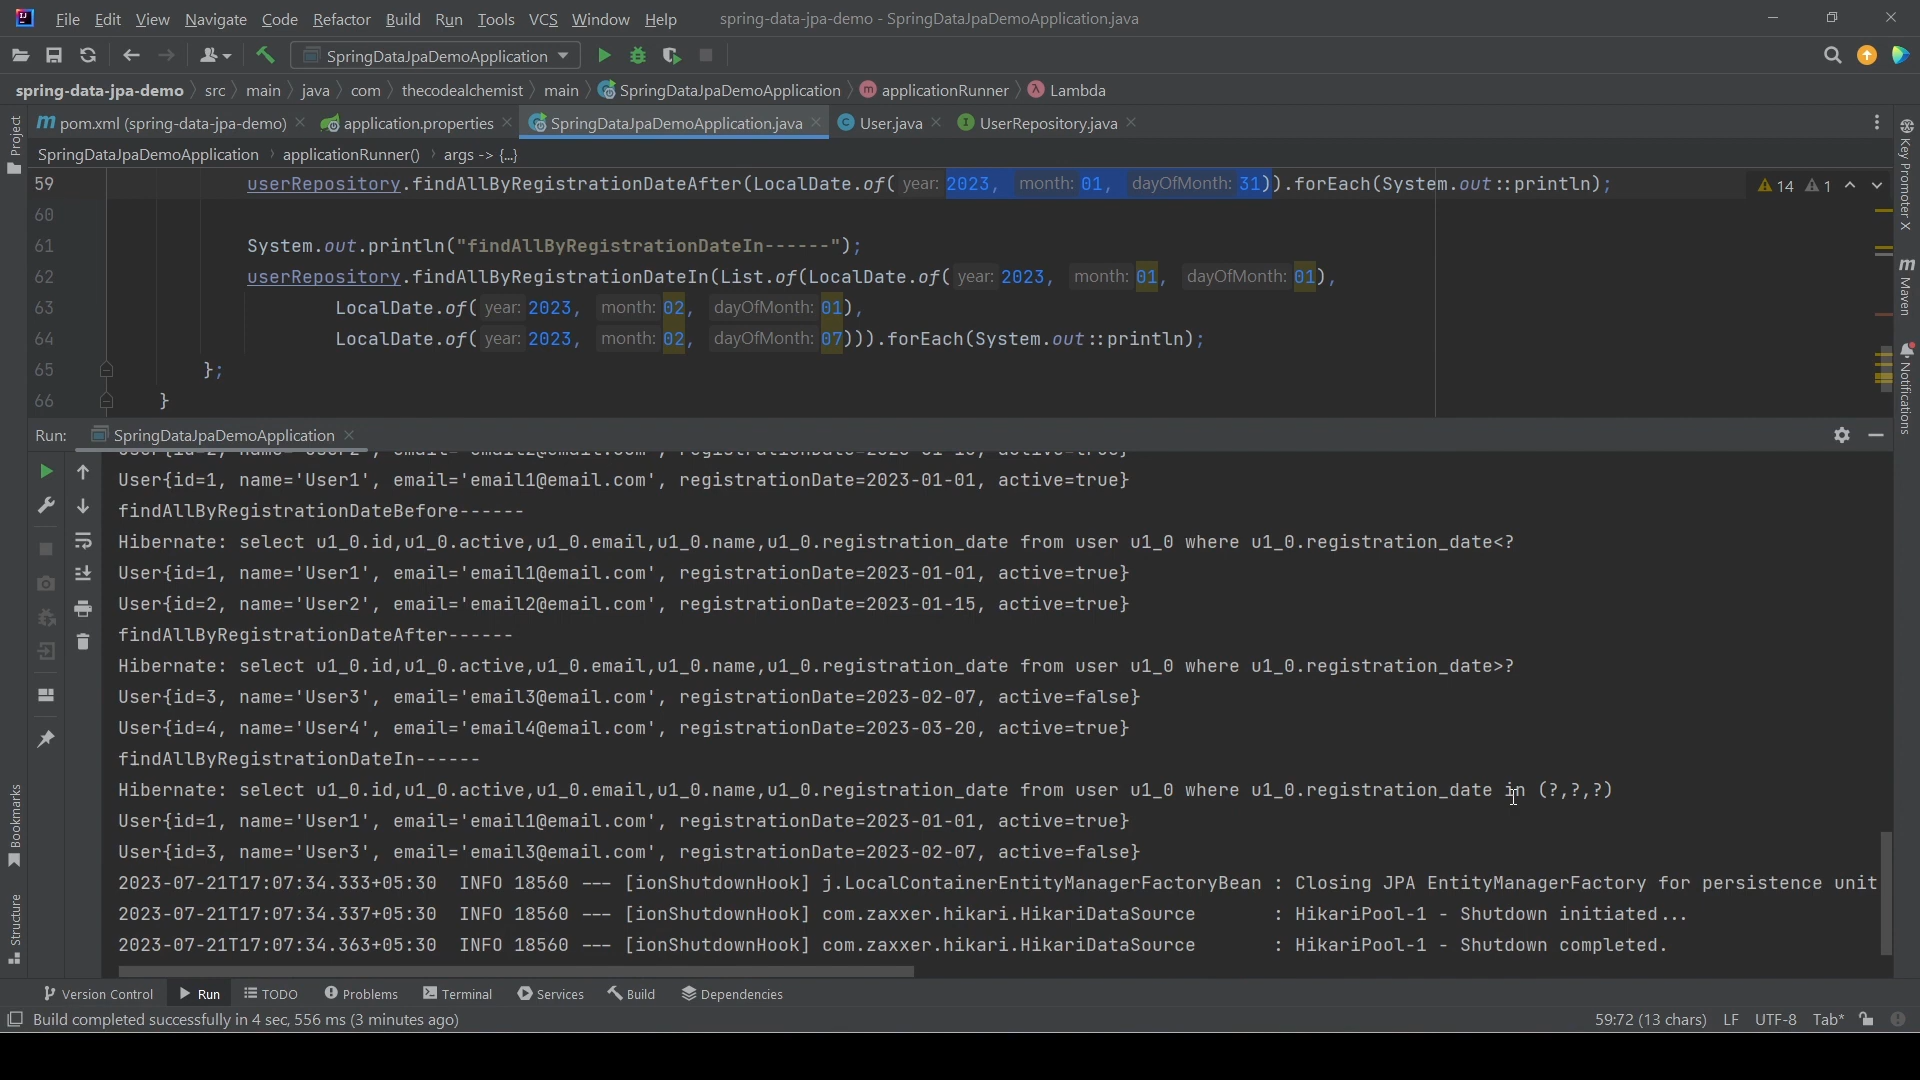 File Edit View Navigate Code Refactor Build Run Tools VCS Window Help spring-data-jpa-demo - SpringDataJpaDemoApplication.java
SpringDataJpaDemoApplication
spring-data-jpa-demo src main java com thecodealchemist main SpringDataJpaDemoApplication applicationRunner Lambda
pom.xml (spring-data-jpa-demo) application.properties SpringDataJpaDemoApplication.java User.java UserRepository.java
SpringDataJpaDemoApplication applicationRunner() args -> {...}
59 userRepository.findAllByRegistrationDateAfter(LocalDate.of( year: 2023, month: 01, dayOfMonth: 31)).forEach(System.out::println); 14 1
60
61 System.out.println("findAllByRegistrationDateIn------");
62 userRepository.findAllByRegistrationDateIn(List.of(LocalDate.of( year: 2023, month: 01, dayOfMonth: 01),
63 LocalDate.of( year: 2023, month: 02, dayOfMonth: 01),
64 LocalDate.of( year: 2023, month: 02, dayOfMonth: 07))).forEach(System.out::println);
65 };
66 }
Run: SpringDataJpaDemoApplication
User{id=1, name='User1', email='email1@email.com', registrationDate=2023-01-01, active=true}
findAllByRegistrationDateBefore------
Hibernate: select u1_0.id,u1_0.active,u1_0.email,u1_0.name,u1_0.registration_date from user u1_0 where u1_0.registration_date<?
User{id=1, name='User1', email='email1@email.com', registrationDate=2023-01-01, active=true}
User{id=2, name='User2', email='email2@email.com', registrationDate=2023-01-15, active=true}
findAllByRegistrationDateAfter------
Hibernate: select u1_0.id,u1_0.active,u1_0.email,u1_0.name,u1_0.registration_date from user u1_0 where u1_0.registration_date>?
User{id=3, name='User3', email='email3@email.com', registrationDate=2023-02-07, active=false}
User{id=4, name='User4', email='email4@email.com', registrationDate=2023-03-20, active=true}
findAllByRegistrationDateIn------
Hibernate: select u1_0.id,u1_0.active,u1_0.email,u1_0.name,u1_0.registration_date from user u1_0 where u1_0.registration_date in (?,?,?)
User{id=1, name='User1', email='email1@email.com', registrationDate=2023-01-01, active=true}
User{id=3, name='User3', email='email3@email.com', registrationDate=2023-02-07, active=false}
2023-07-21T17:07:34.333+05:30 INFO 18560 --- [ionShutdownHook] j.LocalContainerEntityManagerFactoryBean : Closing JPA EntityManagerFactory for persistence unit
2023-07-21T17:07:34.337+05:30 INFO 18560 --- [ionShutdownHook] com.zaxxer.hikari.HikariDataSource : HikariPool-1 - Shutdown initiated...
2023-07-21T17:07:34.363+05:30 INFO 18560 --- [ionShutdownHook] com.zaxxer.hikari.HikariDataSource : HikariPool-1 - Shutdown completed.
Version Control Run TODO Problems Terminal Services Build Dependencies
Build completed successfully in 4 sec, 556 ms (3 minutes ago) 59:72 (13 chars) LF UTF-8 Tab*
Project
Bookmarks
Structure
Key Promoter X
Maven
Notifications